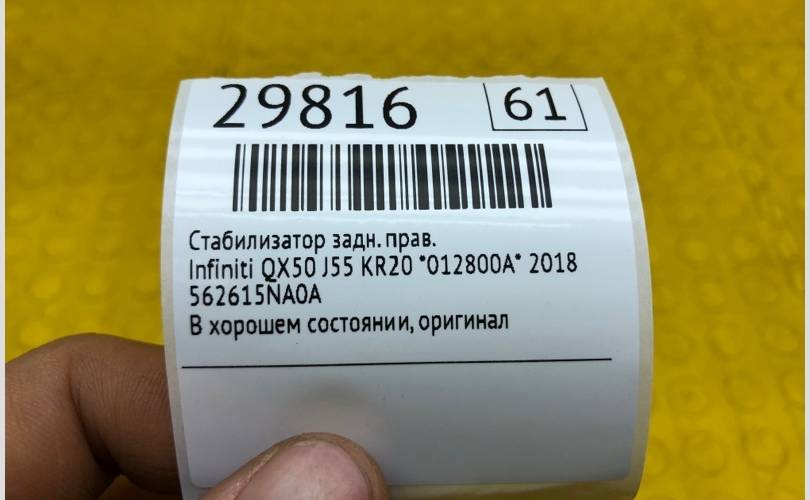 29816
61
Стабилизатор задн. прав.
Infiniti QX50 J55 KR20 *012800A* 2018
562615NA0A
В хорошем состоянии, оригинал